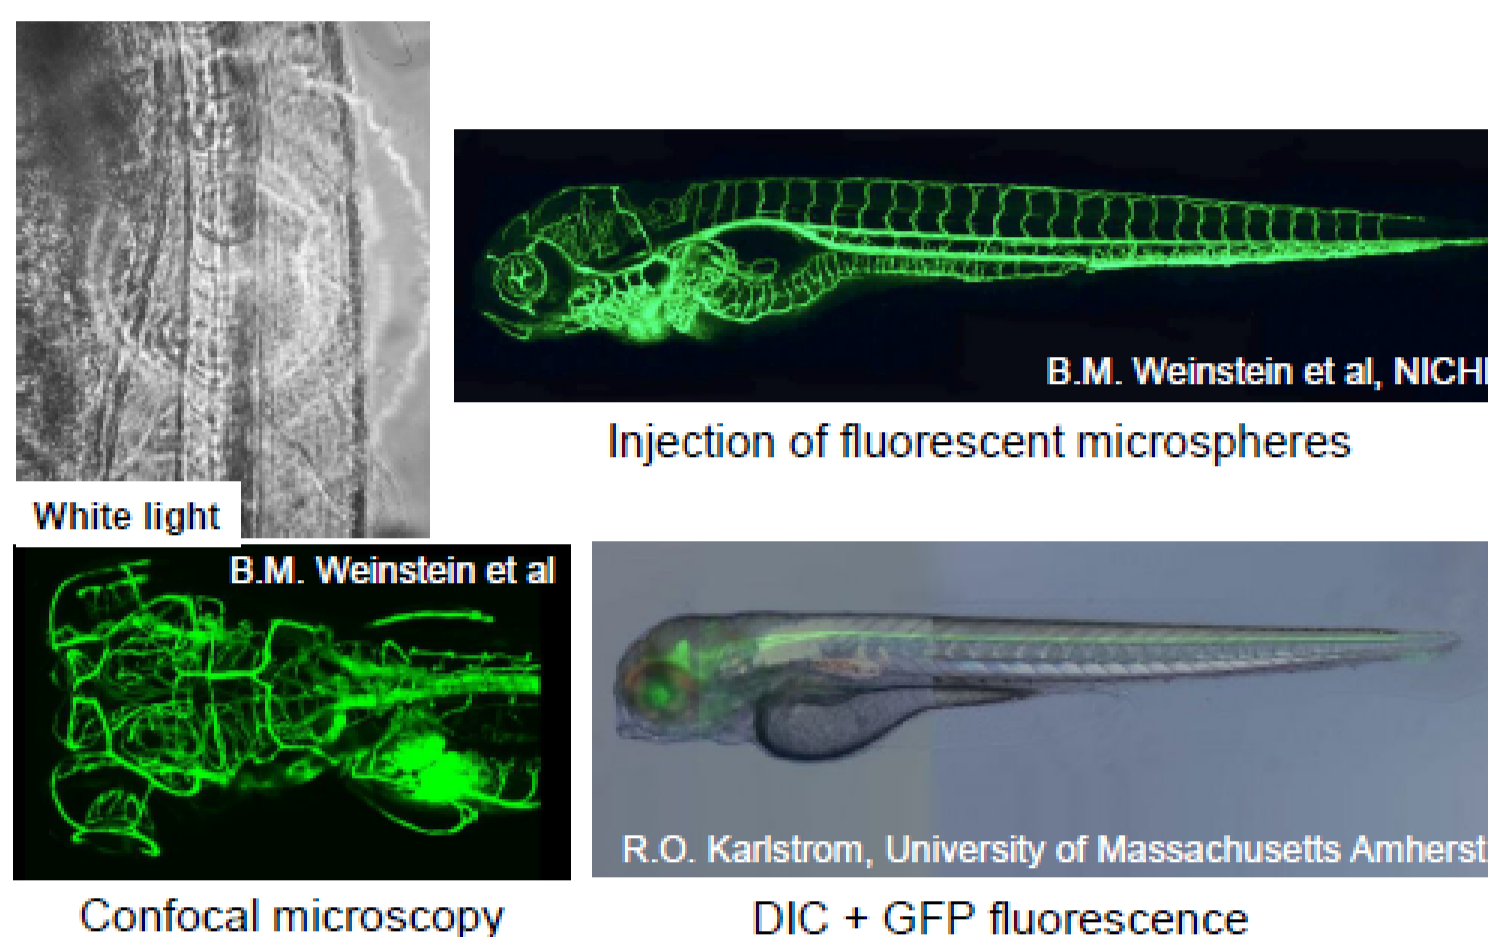 B.M. Weinstein et al, NICH
Injection of fluorescent microspheres
White light
B.M. Weinstein et al
R.O. Karlstrom, University of Massachusetts Amherst
Confocal microscopy
DIC + GFP fluorescence